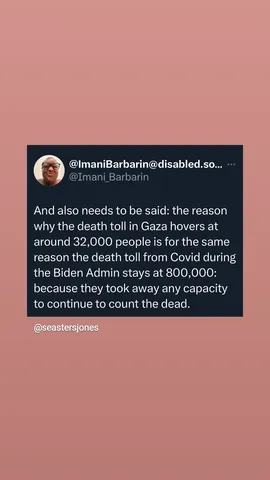 @ImaniBarbarin@disabled.so... ...
@Imani_Barbarin
And also needs to be said: the reason
why the death toll in Gaza hovers at
around 32,000 people is for the same
reason the death toll from Covid during
the Biden Admin stays at 800,000:
because they took away any capacity
to continue to count the dead.
@seastersjones